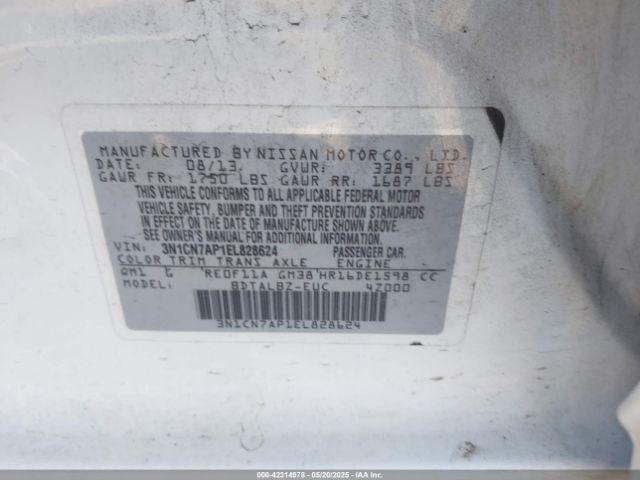 MANUFACTURED BY NISSAN MOTOR CO., LTD.
DATE: 08/13 GVWR: 3389 LBS
GAWR FR: 1750 LBS GAWR RR: 1687 LBS
THIS VEHICLE CONFORMS TO ALL APPLICABLE FEDERAL MOTOR
VEHICLE SAFETY, BUMPER AND THEFT PREVENTION STANDARDS
IN EFFECT ON THE DATE OF MANUFACTURE SHOWN ABOVE.
SEE OWNER'S MANUAL FOR ADDITIONAL INFORMATION.
VIN: 3N1CN7AP1EL828624 PASSENGER CAR.
COLOR TRIM TRANS AXLE ENGINE
QM1 G RE0F11A GM38 HR16DE1598 CC
MODEL: BDTALBZ-EUC 4Z000
3N1CN7AP1EL828624
000-42314978 - 05/20/2025 - IAA Inc.